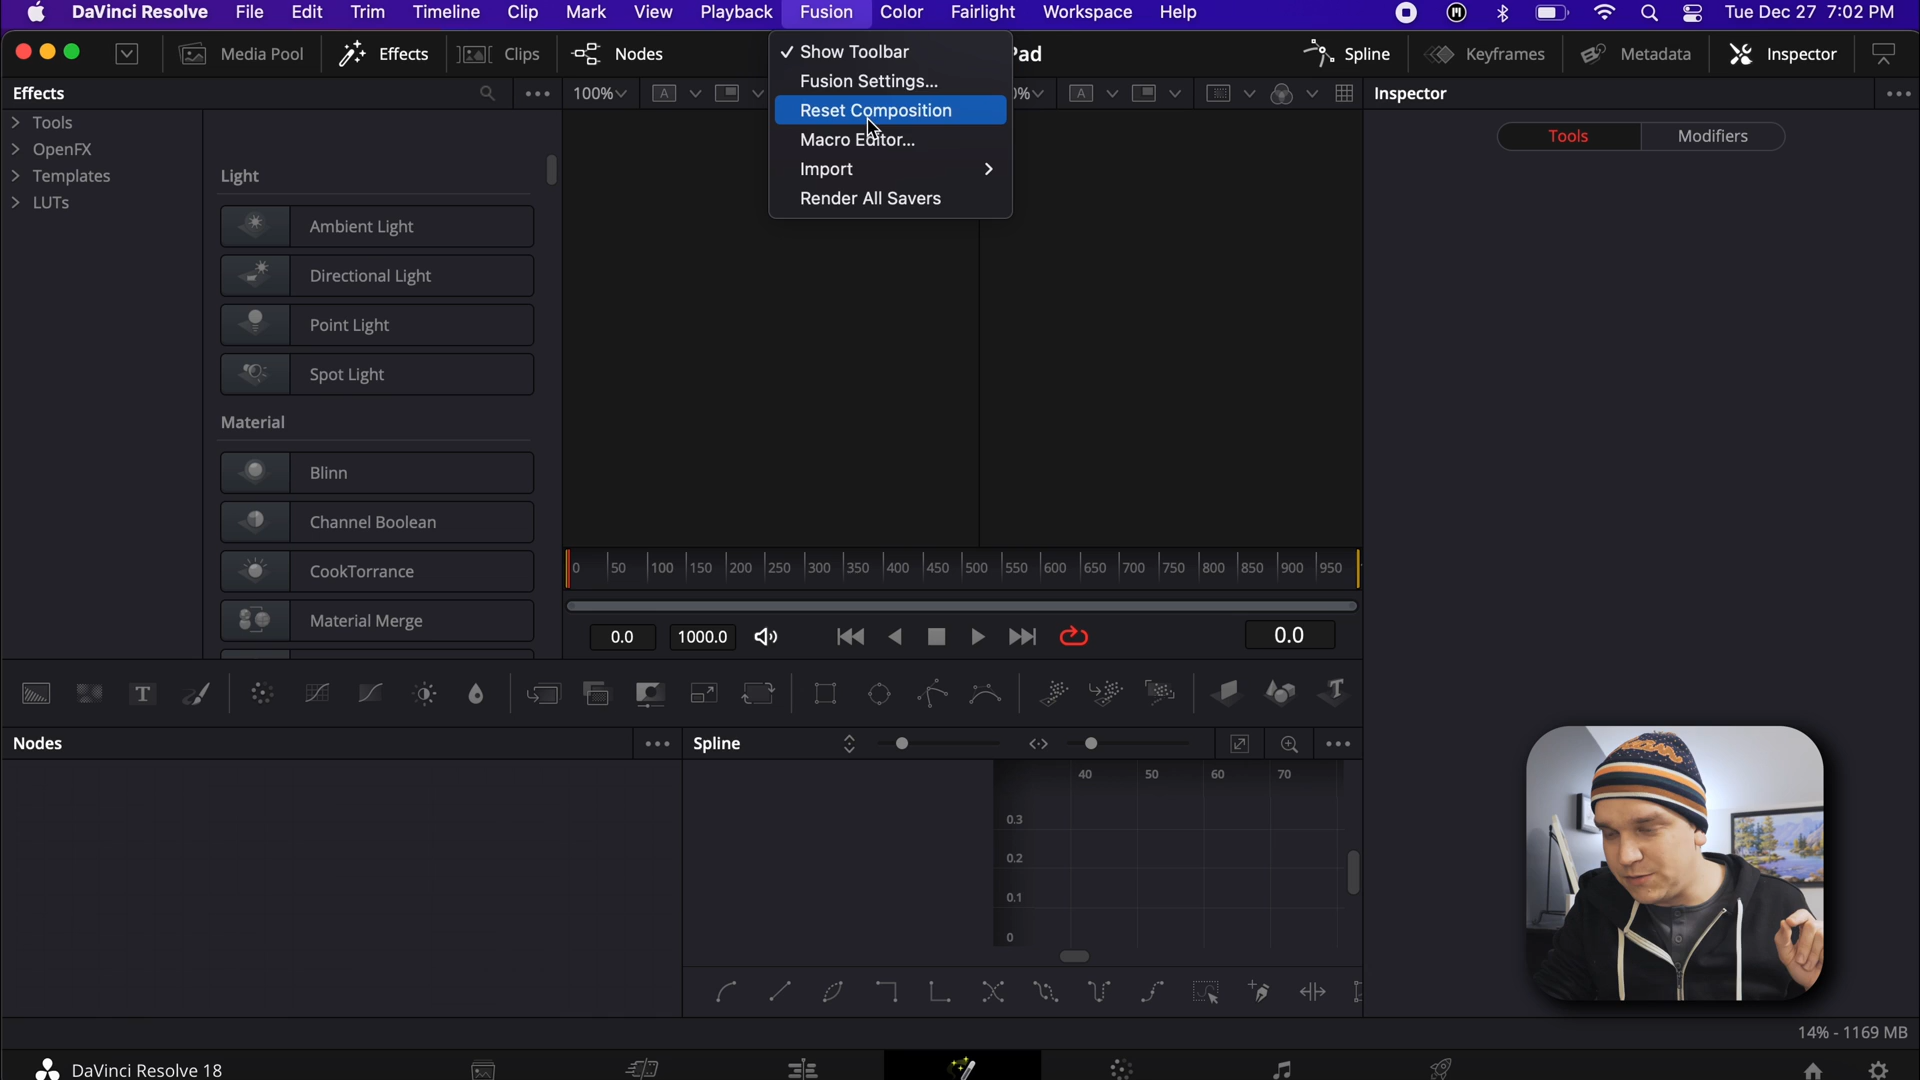 DaVinci Resolve File Edit Trim Timeline Clip Mark View Playback Fusion Color Fairlight Workspace Help Tue Dec 27 7:02 PM
Media Pool Effects Clips Nodes Pad Spline Keyframes Metadata Inspector
✓ Show Toolbar
Fusion Settings...
Reset Composition
Macro Editor...
Import
Render All Savers
Effects 100% Inspector
Tools Modifiers
Tools
OpenFX
Templates
LUTs
Light
Ambient Light
Directional Light
Point Light
Spot Light
Material
Blinn
Channel Boolean
CookTorrance
Material Merge
0 50 100 150 200 250 300 350 400 450 500 550 600 650 700 750 800 850 900 950
0.0 1000.0 0.0
Nodes Spline
40 50 60 70
0.3
0.2
0.1
0
14% - 1169 MB
DaVinci Resolve 18